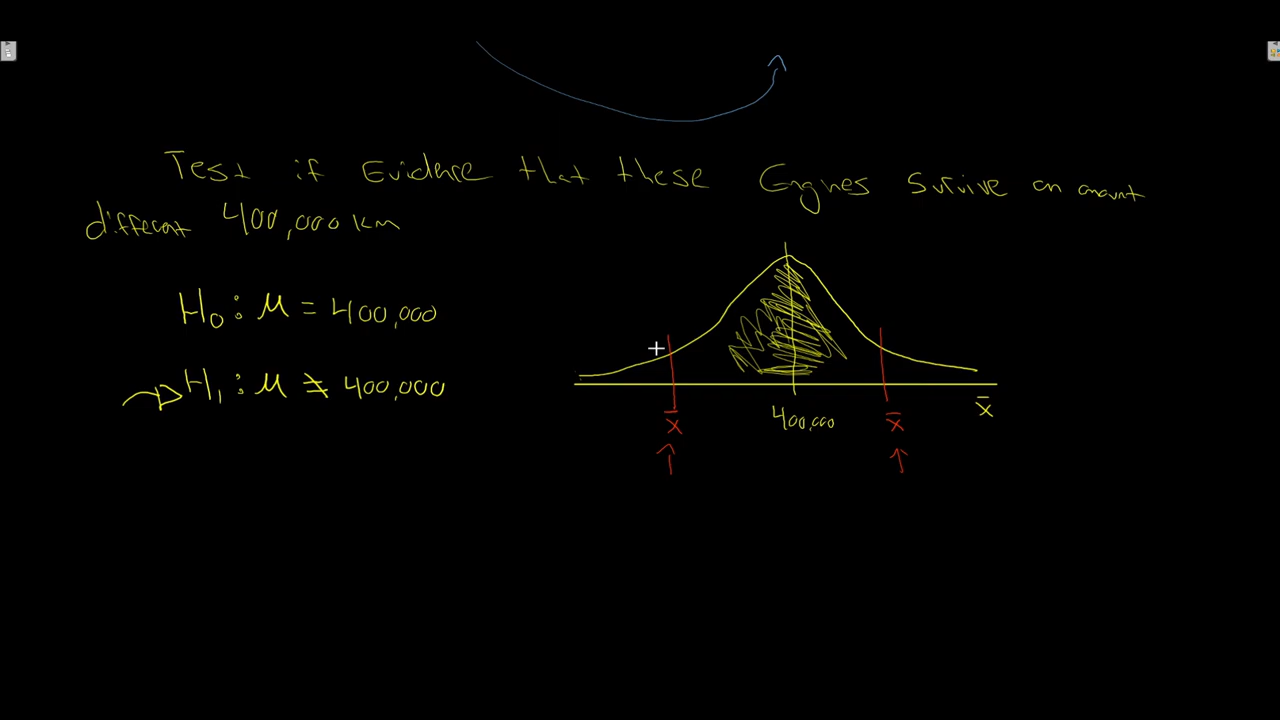 Test if Evidence that these Engines Survive an amount
different 400,000 km
H₀ : μ = 400,000
H₁ : μ ≠ 400,000
400,000
x̄
x̄
x̄